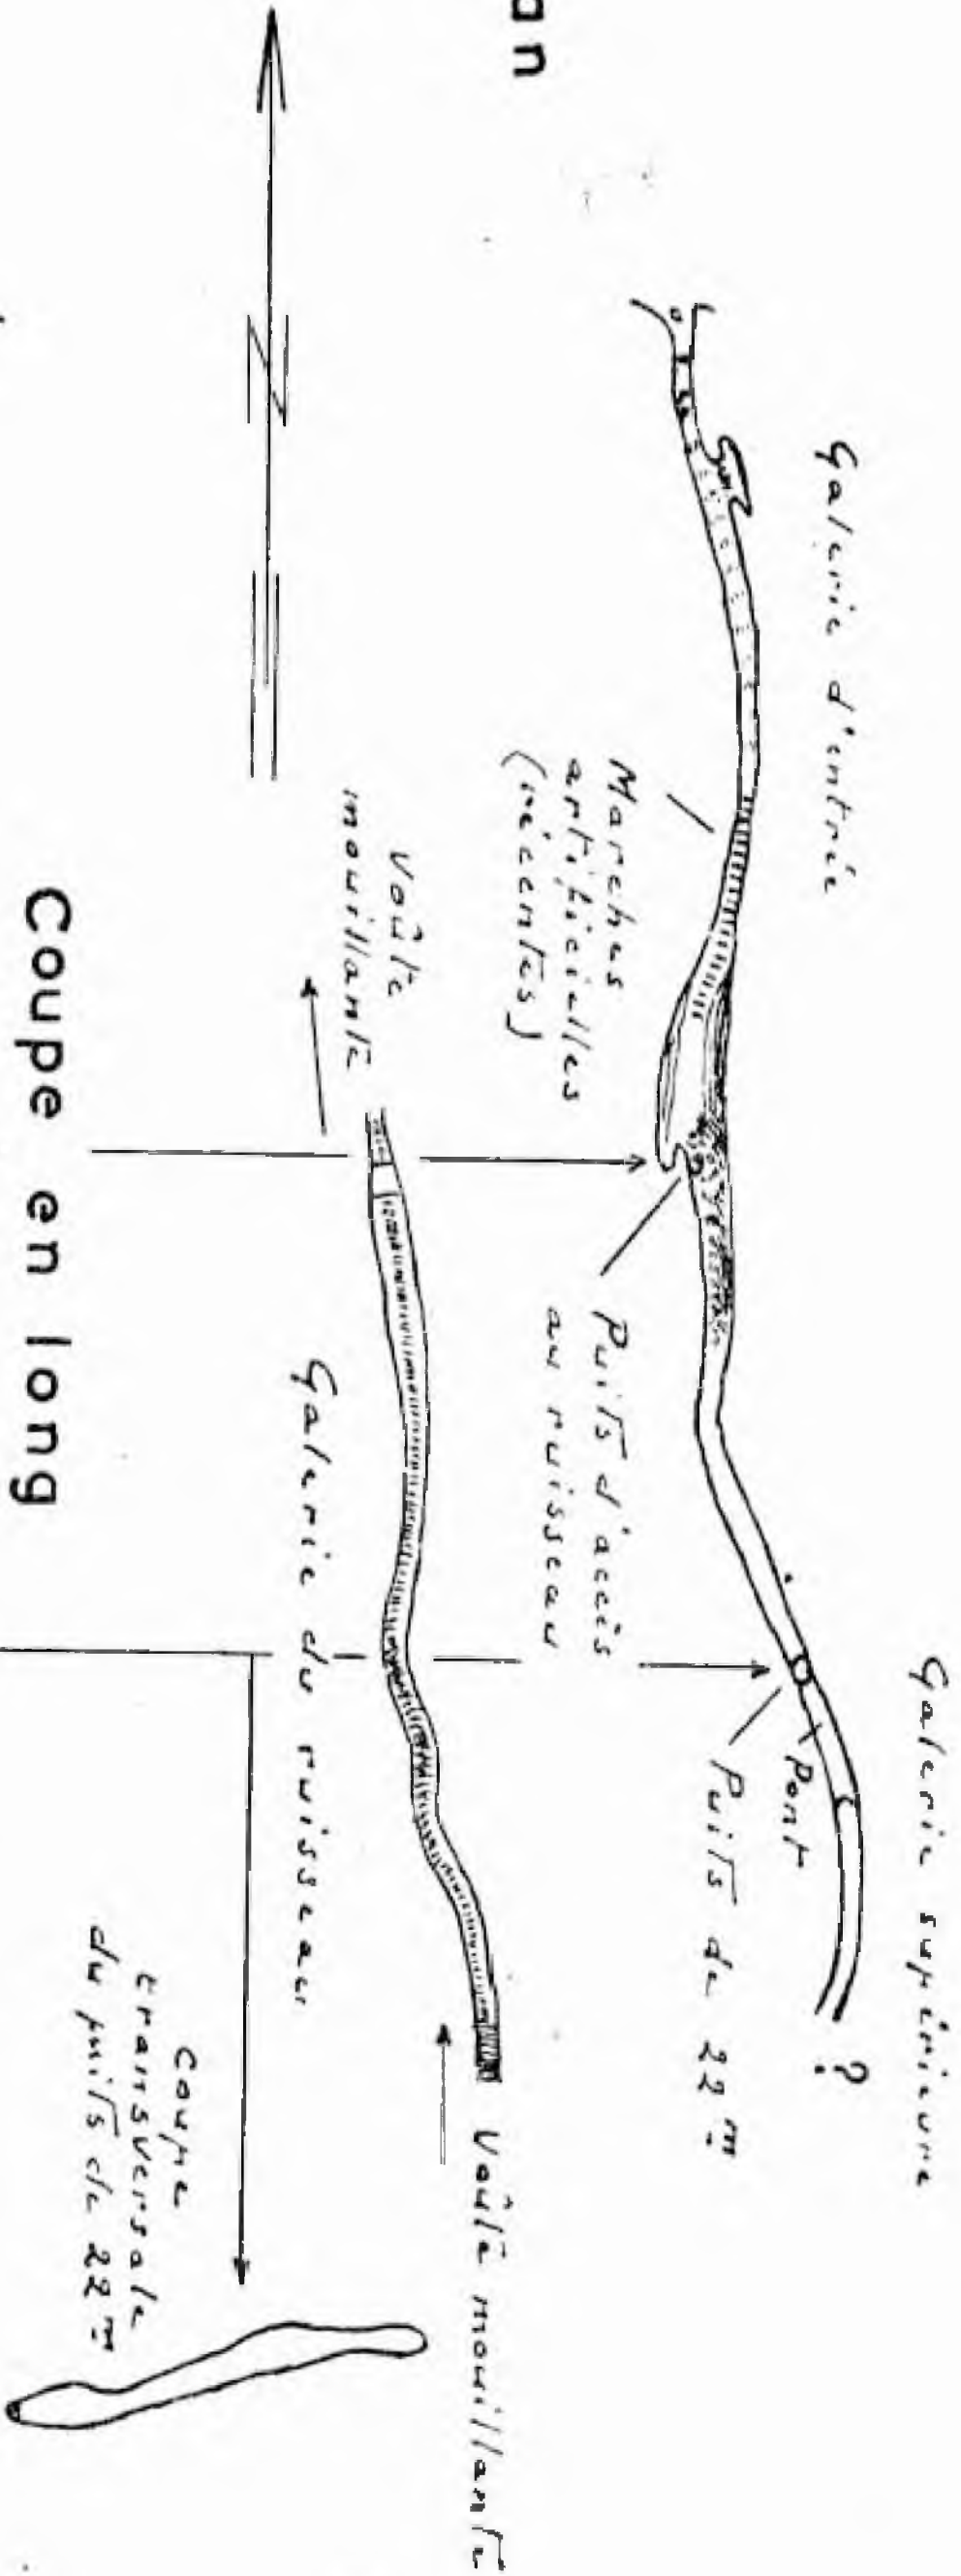 an
Galerie supérieure
Galerie d'entrée
?
Pont
Puits de 22 m
Marches
artificielles
(récentes)
Puits d'accès
au ruisseau
Voûte mouillante
Voûte
mouillante
Galerie du ruisseau
N
Coupe
transversale
du puits de 22 m
Coupe en long